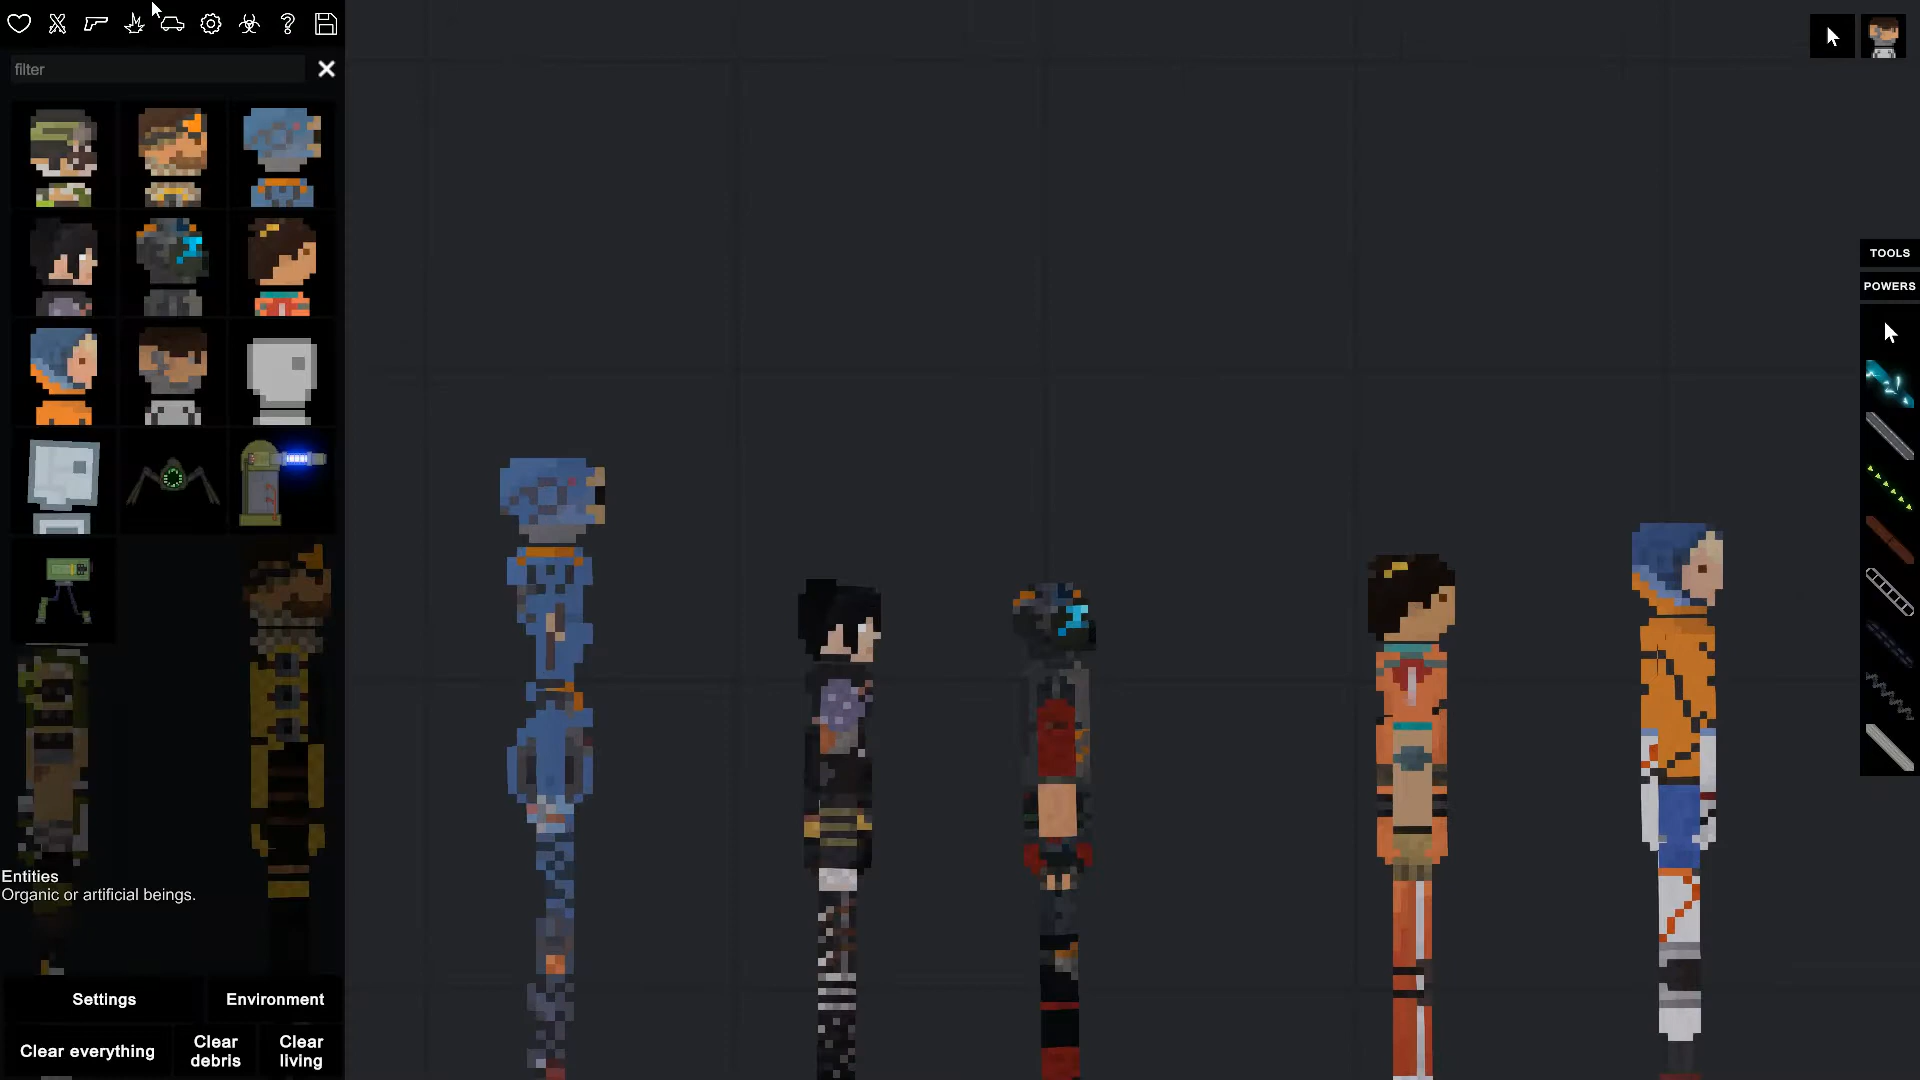 filter
TOOLS
POWERS
Entities
Organic or artificial beings.
Settings
Environment
Clear everything
Clear
debris
Clear
living